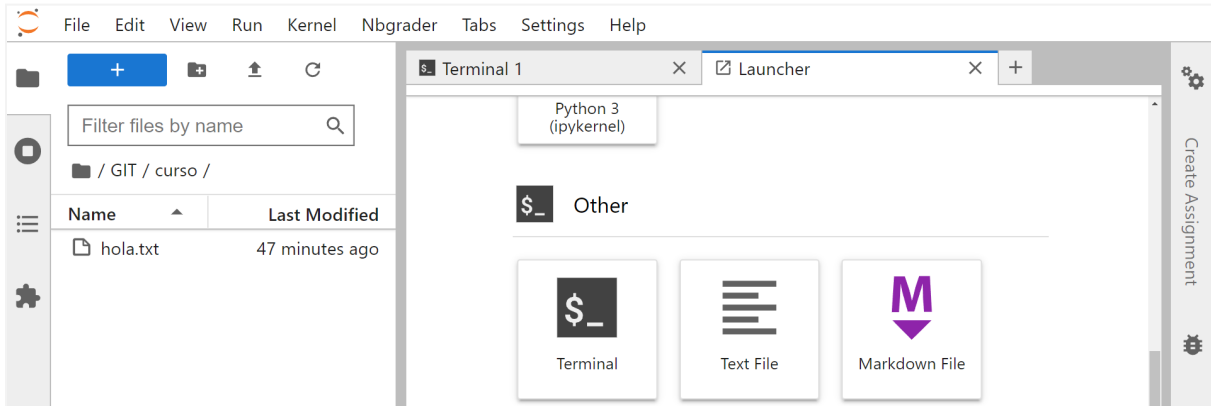 File Edit View Run Kernel Nbgrader Tabs Settings Help
+
Filter files by name
/ GIT / curso /
Name Last Modified
hola.txt 47 minutes ago
$_ Terminal 1 × Launcher × +
Python 3
(ipykernel)
$_ Other
$_
Terminal
Text File
M
Markdown File
Create Assignment